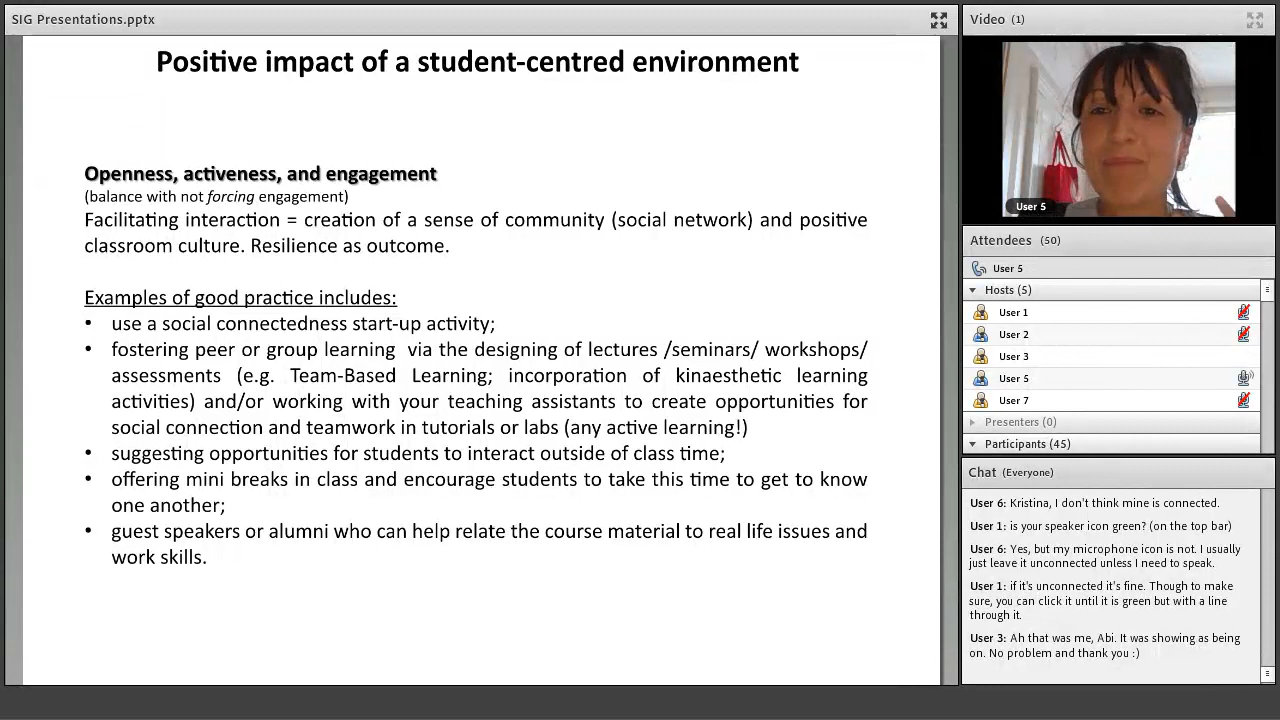 SIG Presentations.pptx
Positive impact of a student-centred environment
Openness, activeness, and engagement
(balance with not forcing engagement)
Facilitating interaction = creation of a sense of community (social network) and positive
classroom culture. Resilience as outcome.
Examples of good practice includes:
• use a social connectedness start-up activity;
• fostering peer or group learning via the designing of lectures /seminars/ workshops/
assessments (e.g. Team-Based Learning; incorporation of kinaesthetic learning
activities) and/or working with your teaching assistants to create opportunities for
social connection and teamwork in tutorials or labs (any active learning!)
• suggesting opportunities for students to interact outside of class time;
• offering mini breaks in class and encourage students to take this time to get to know
one another;
• guest speakers or alumni who can help relate the course material to real life issues and
work skills.
Video (1)
User 5
Attendees (50)
User 5
Hosts (5)
User 1
User 2
User 3
User 5
User 7
Presenters (0)
Participants (45)
Chat (Everyone)
User 6: Kristina, I don't think mine is connected.
User 1: is your speaker icon green? (on the top bar)
User 6: Yes, but my microphone icon is not. I usually
just leave it unconnected unless I need to speak.
User 1: if it's unconnected it's fine. Though to make
sure, you can click it until it is green but with a line
through it.
User 3: Ah that was me, Abi. It was showing as being
on. No problem and thank you :)